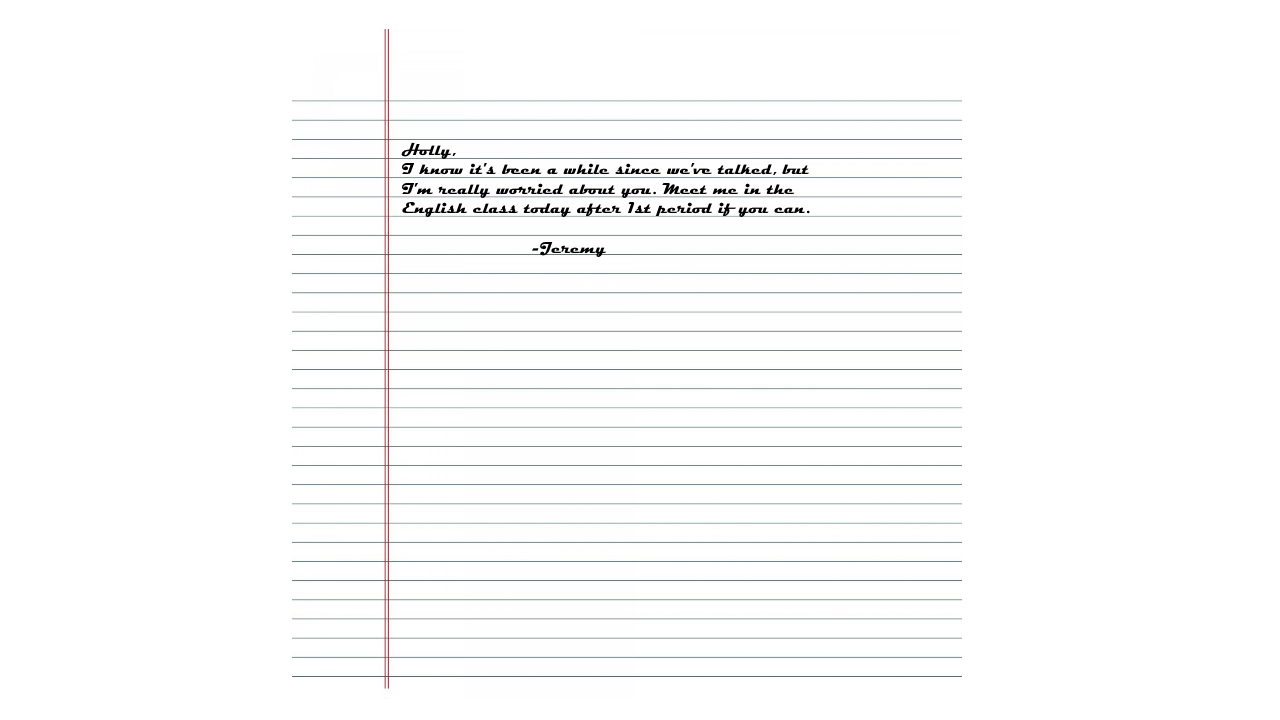 Holly,
I know it's been a while since we've talked, but
I'm really worried about you. Meet me in the
English class today after 1st period if you can.
-Jeremy